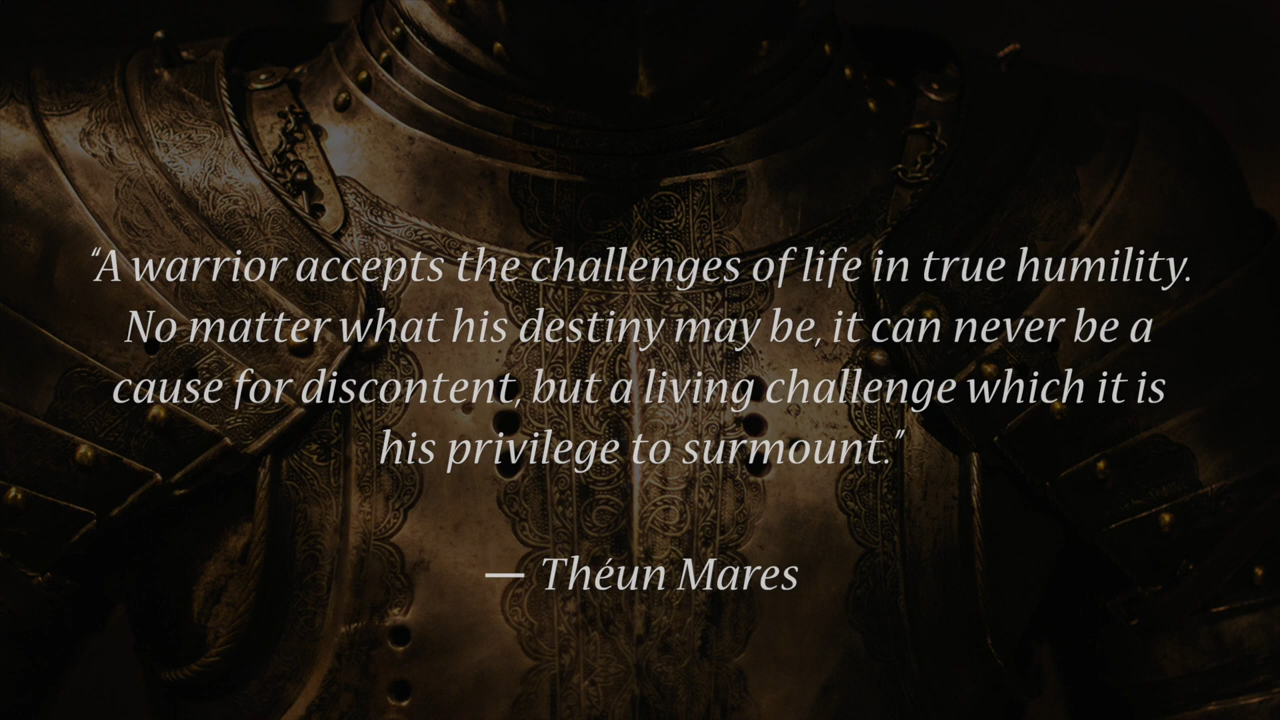 “A warrior accepts the challenges of life in true humility.
No matter what his destiny may be, it can never be a
cause for discontent, but a living challenge which it is
his privilege to surmount.”
— Théun Mares